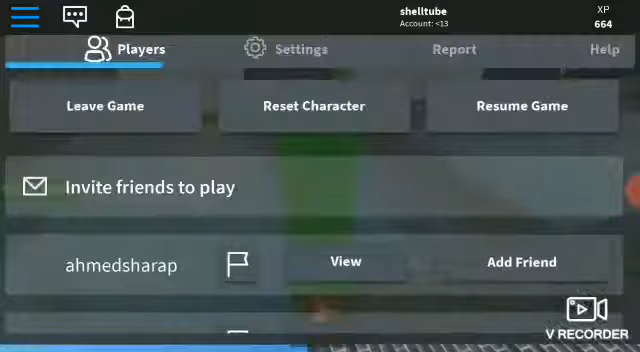 shelltube
Account: <13
XP
664
Players
Settings
Report
Help
Leave Game
Reset Character
Resume Game
Invite friends to play
ahmedsharap
View
Add Friend
V RECORDER